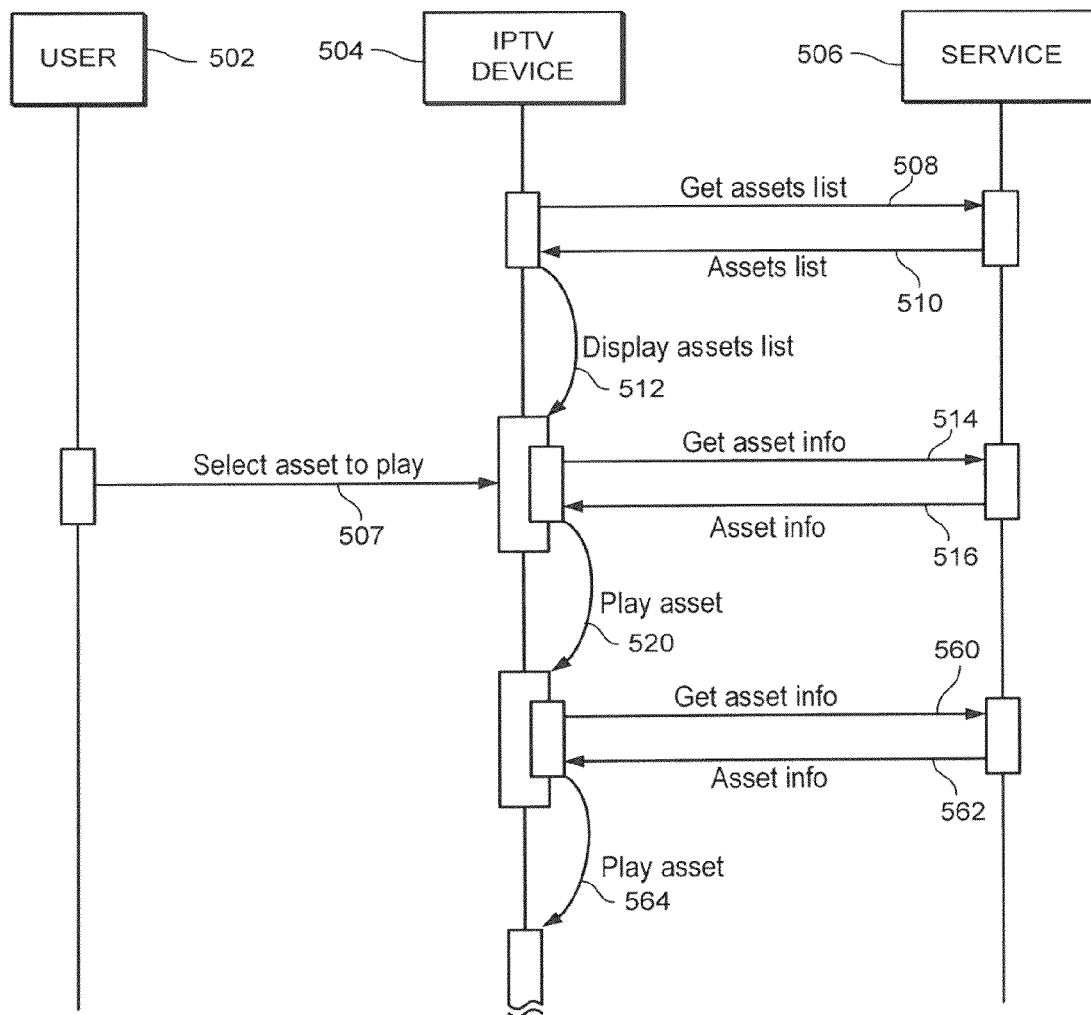 USER
502
504
IPTV
DEVICE
506
SERVICE
508
Get assets list
Assets list
510
Display assets list
512
514
Get asset info
Select asset to play
507
Asset info
516
Play asset
520
560
Get asset info
Asset info
562
Play asset
564